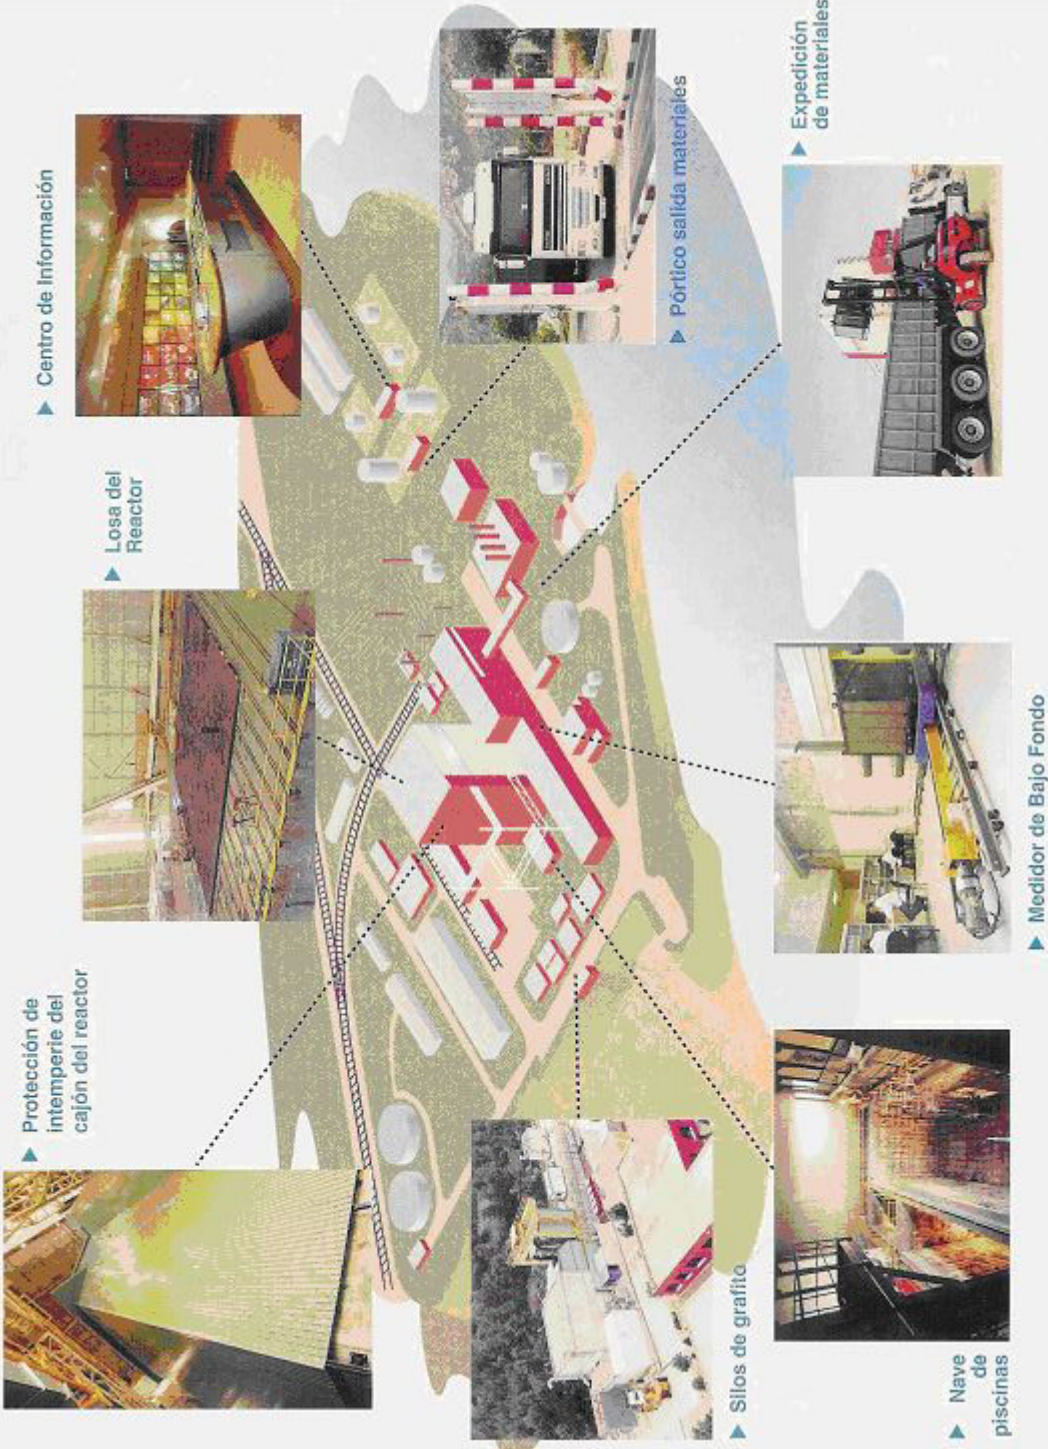 Protección de
intemperie del
cajón del reactor
Losa del
Reactor
Centro de Información
Silos de grafito
Pórtico salida materiales
Expedición
de materiales
Nave
de
piscinas
Medidor de Bajo Fondo